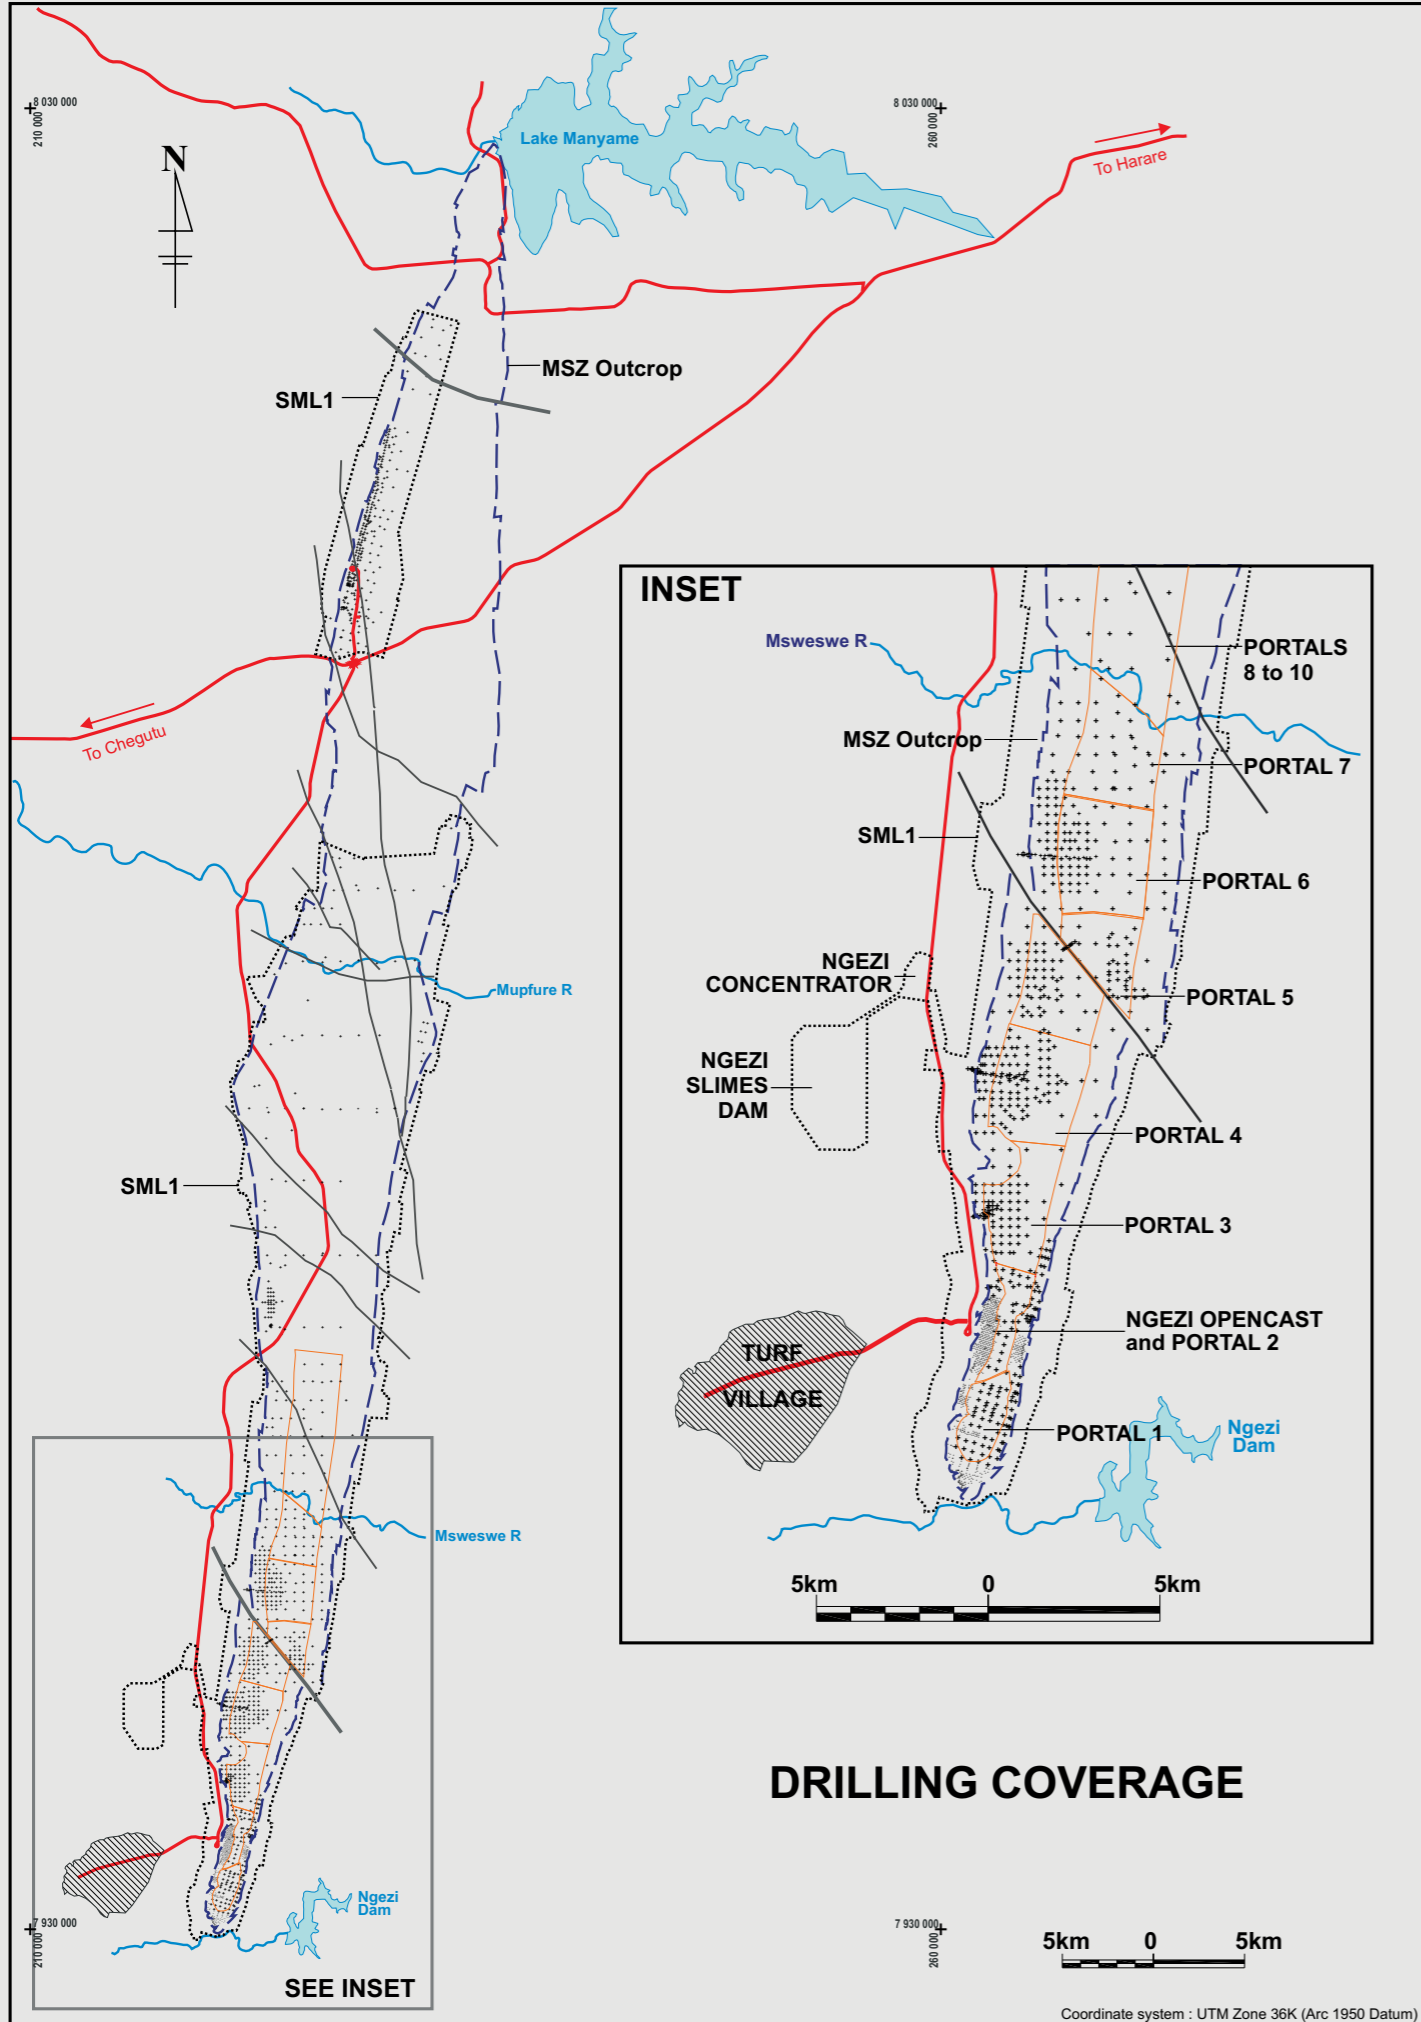 8 030 000
210 000
8 030 000
260 000
N
Lake Manyame
To Harare
MSZ Outcrop
SML1
To Chegutu
Mupfure R
SML1
Msweswe R
Ngezi
Dam
7 930 000
210 000
SEE INSET
INSET
Msweswe R
PORTALS
8 to 10
MSZ Outcrop
PORTAL 7
SML1
PORTAL 6
NGEZI
CONCENTRATOR
PORTAL 5
NGEZI
SLIMES
DAM
PORTAL 4
PORTAL 3
NGEZI OPENCAST
and PORTAL 2
TURF
VILLAGE
PORTAL 1
Ngezi
Dam
5km 0 5km
DRILLING COVERAGE
7 930 000
260 000
5km 0 5km
Coordinate system : UTM Zone 36K (Arc 1950 Datum)